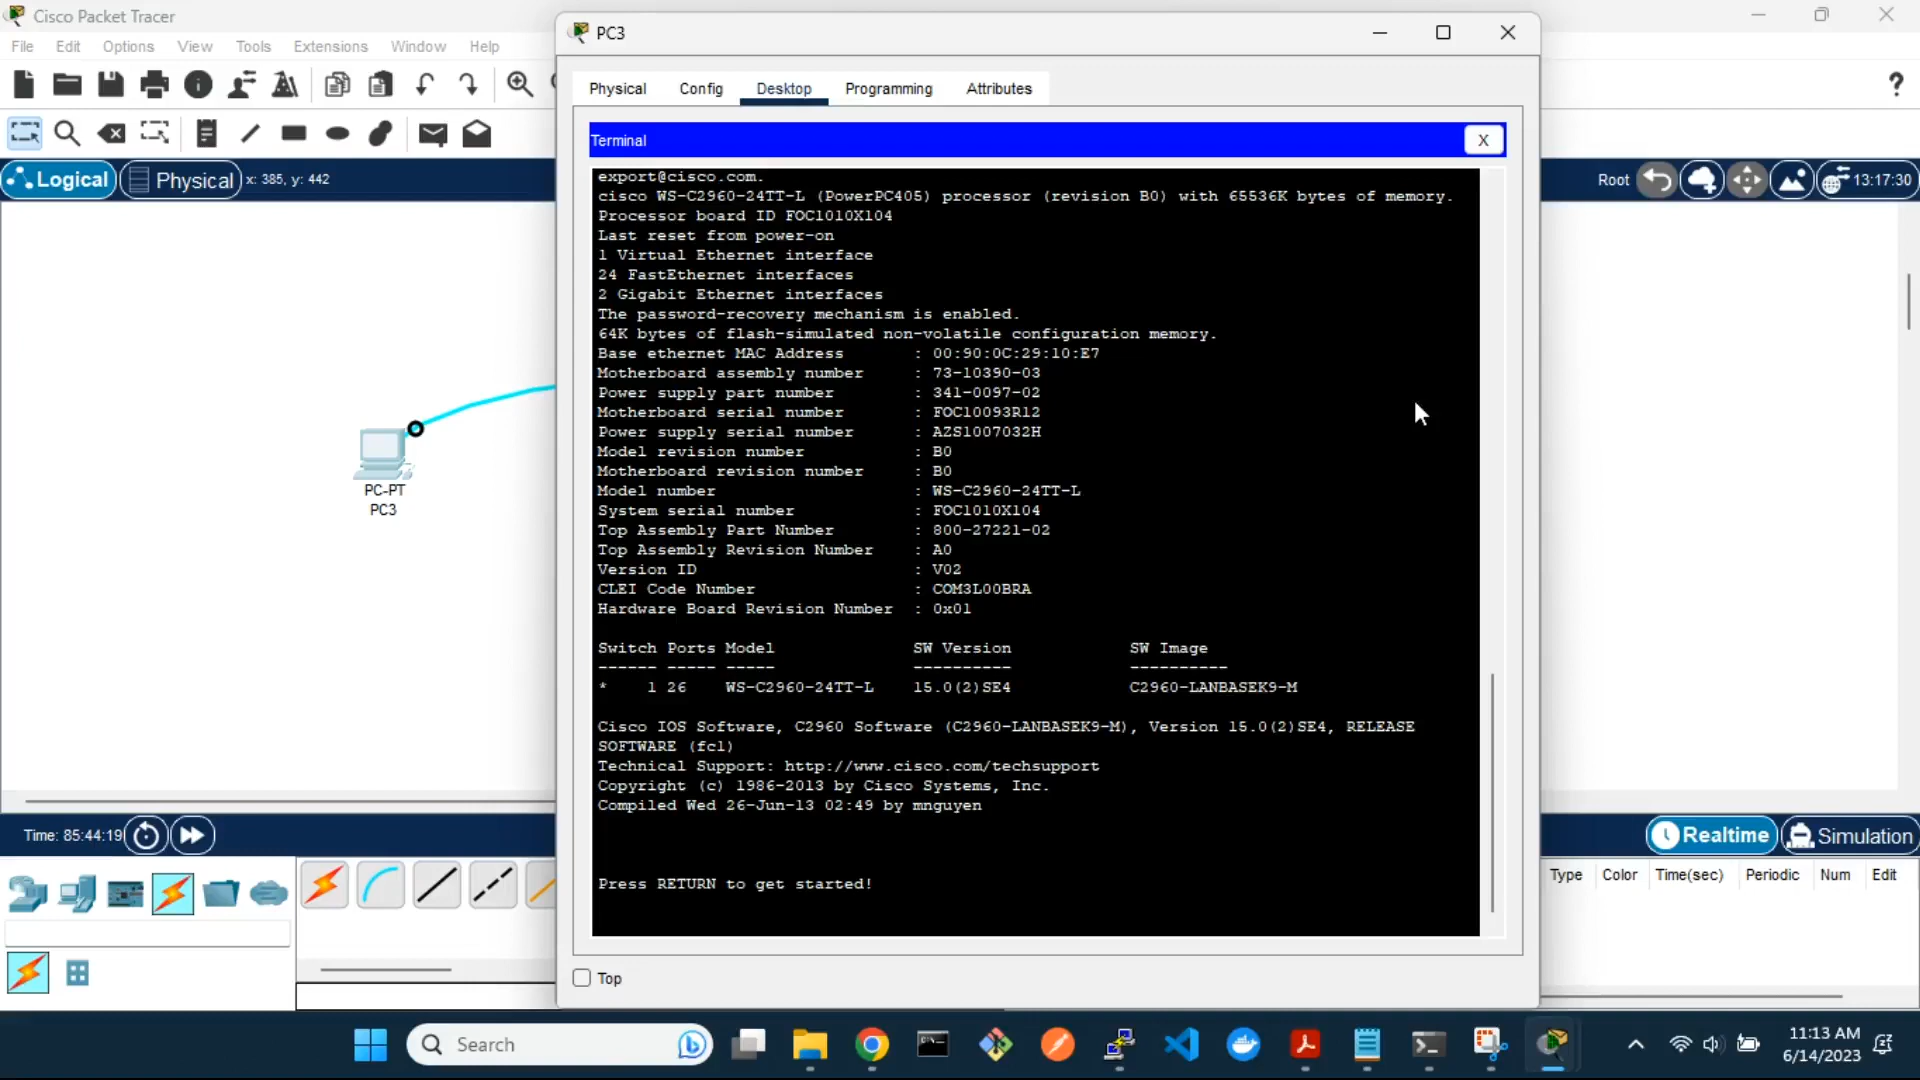 Cisco Packet Tracer
File Edit Options View Tools Extensions Window Help
Logical
Physical
x: 385, y: 442
PC-PT
PC3
PC3
Physical Config Desktop Programming Attributes
Terminal
X
export@cisco.com.
cisco WS-C2960-24TT-L (PowerPC405) processor (revision B0) with 65536K bytes of memory.
Processor board ID FOC1010X104
Last reset from power-on
1 Virtual Ethernet interface
24 FastEthernet interfaces
2 Gigabit Ethernet interfaces
The password-recovery mechanism is enabled.
64K bytes of flash-simulated non-volatile configuration memory.
Base ethernet MAC Address : 00:90:0C:29:10:E7
Motherboard assembly number : 73-10390-03
Power supply part number : 341-0097-02
Motherboard serial number : FOC10093R12
Power supply serial number : AZS1007032H
Model revision number : B0
Motherboard revision number : B0
Model number : WS-C2960-24TT-L
System serial number : FOC1010X104
Top Assembly Part Number : 800-27221-02
Top Assembly Revision Number : A0
Version ID : V02
CLEI Code Number : COM3L00BRA
Hardware Board Revision Number : 0x01
Switch Ports Model SW Version SW Image
------ ----- ----- ---------- ----------
* 1 26 WS-C2960-24TT-L 15.0(2)SE4 C2960-LANBASEK9-M
Cisco IOS Software, C2960 Software (C2960-LANBASEK9-M), Version 15.0(2)SE4, RELEASE
SOFTWARE (fc1)
Technical Support: http://www.cisco.com/techsupport
Copyright (c) 1986-2013 by Cisco Systems, Inc.
Compiled Wed 26-Jun-13 02:49 by mnguyen
Press RETURN to get started!
Top
Root
13:17:30
Time: 85:44:19
Realtime
Simulation
Type Color Time(sec) Periodic Num Edit
Search
11:13 AM
6/14/2023